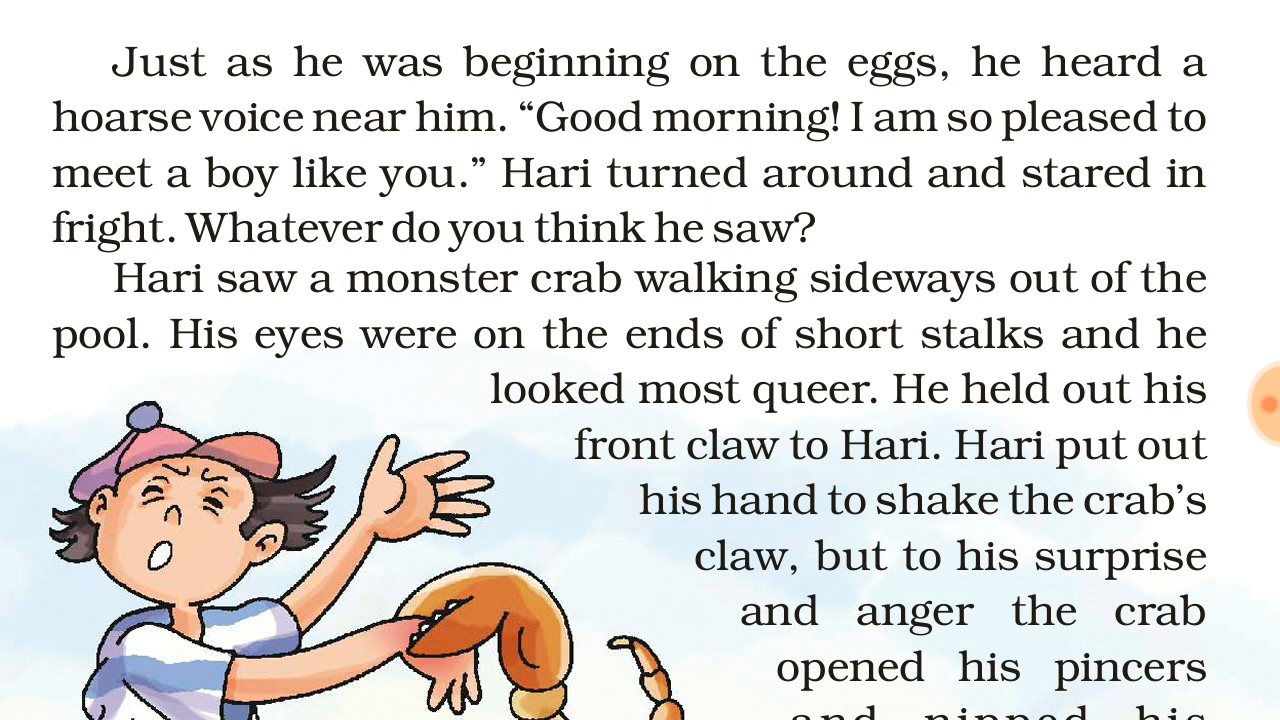 Just as he was beginning on the eggs, he heard a
hoarse voice near him. “Good morning! I am so pleased to
meet a boy like you.” Hari turned around and stared in
fright. Whatever do you think he saw?
Hari saw a monster crab walking sideways out of the
pool. His eyes were on the ends of short stalks and he
looked most queer. He held out his
front claw to Hari. Hari put out
his hand to shake the crab’s
claw, but to his surprise
and anger the crab
opened his pincers
and nipped his